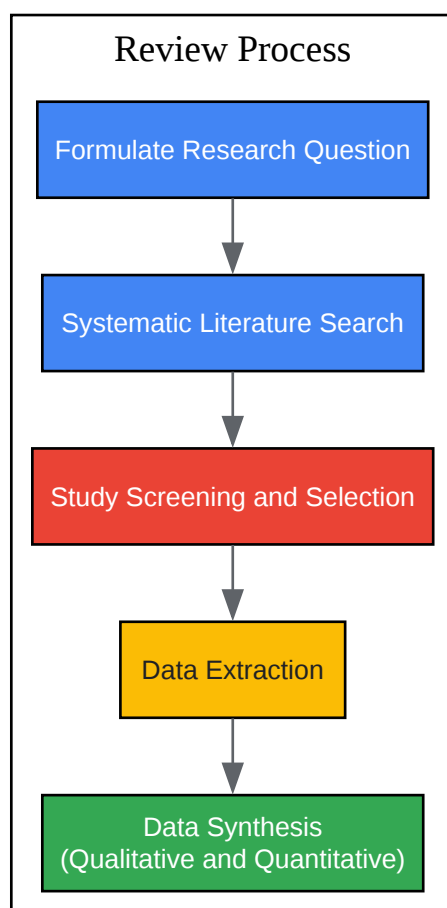 Review Process
Formulate Research Question
Systematic Literature Search
Study Screening and Selection
Data Extraction
Data Synthesis
(Qualitative and Quantitative)